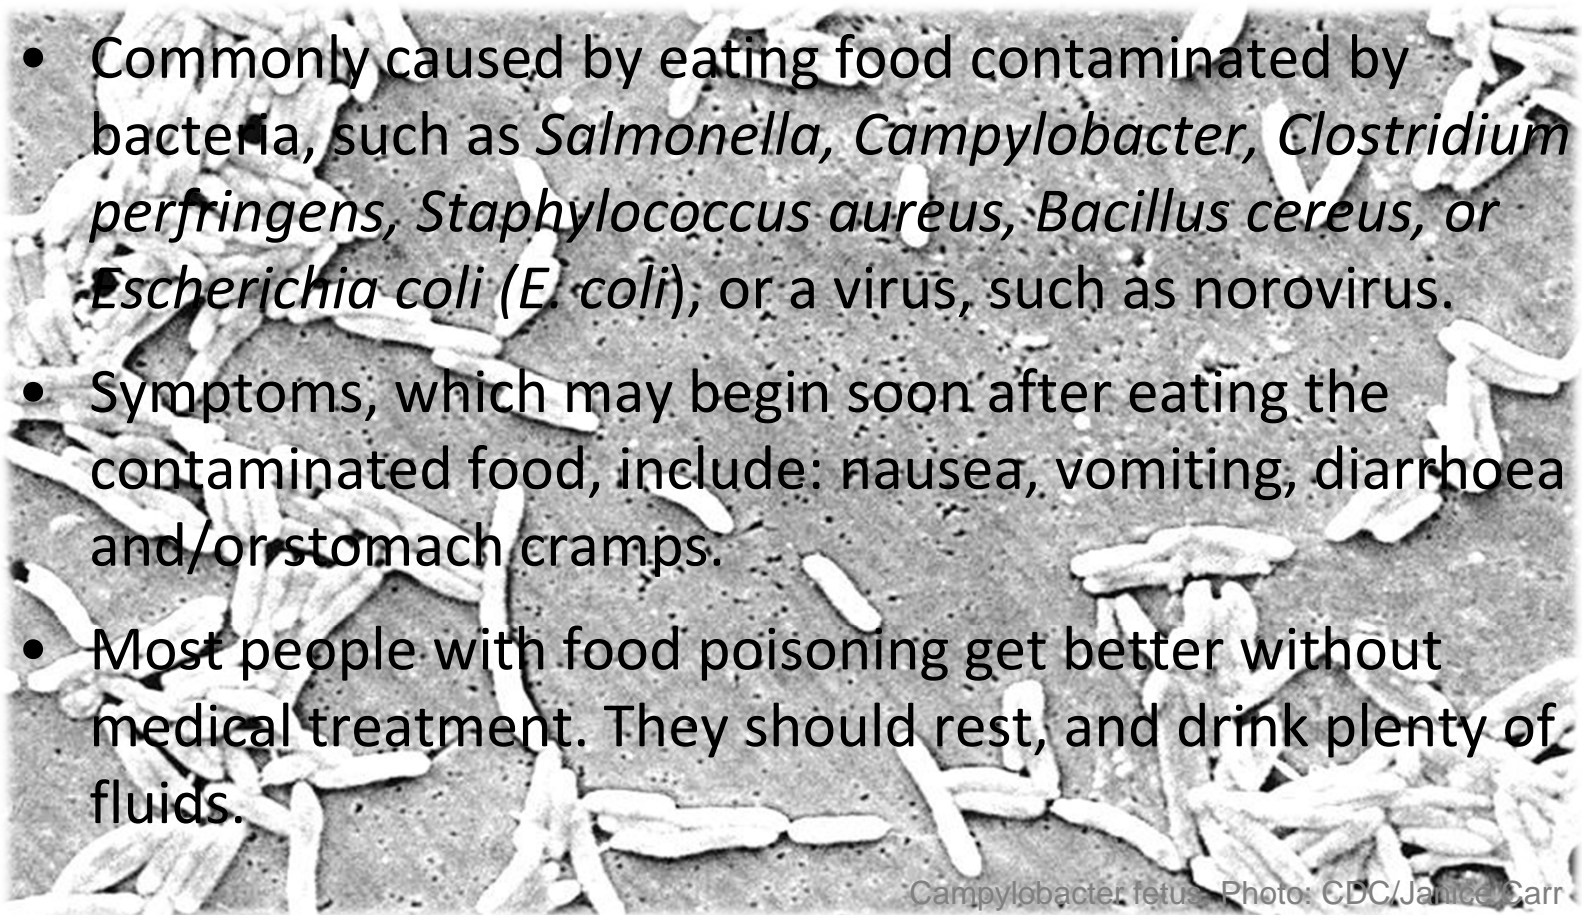 • Commonly caused by eating food contaminated by
bacteria, such as Salmonella, Campylobacter, Clostridium
perfringens, Staphylococcus aureus, Bacillus cereus, or
Escherichia coli (E. coli), or a virus, such as norovirus.
• Symptoms, which may begin soon after eating the
contaminated food, include: nausea, vomiting, diarrhoea
and/or stomach cramps.
• Most people with food poisoning get better without
medical treatment. They should rest, and drink plenty of
fluids.
Campylobacter fetus. Photo: CDC/Janice Carr